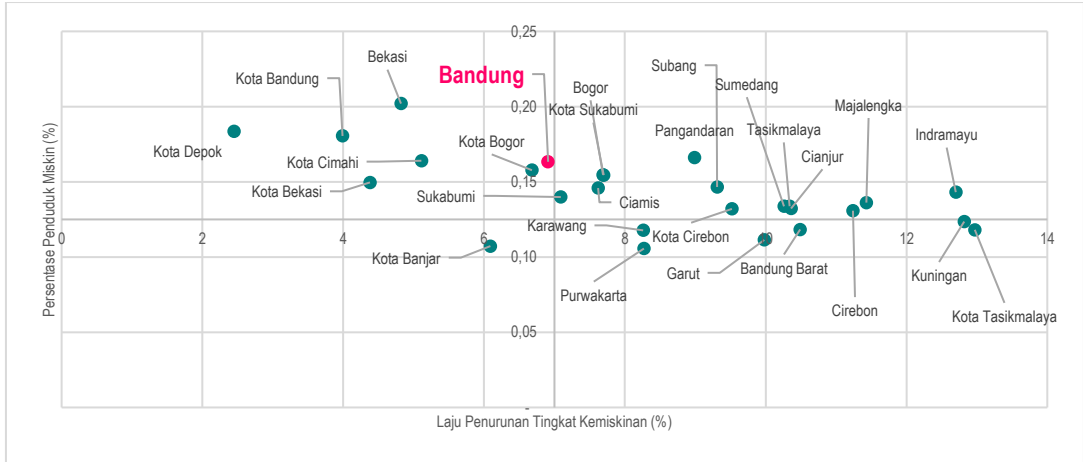 0,25
Bekasi
Subang
Kota Bandung
Bandung
Bogor
Sumedang
Majalengka
0,20
Kota Sukabumi
Tasikmalaya
Indramayu
Kota Depok
Kota Cimahi
Kota Bogor
Pangandaran
Cianjur
Kota Bekasi
Sukabumi
0,15
Ciamis
Karawang
Kota Cirebon
0
2
4
6
8
10
12
14
Kota Banjar
0,10
Purwakarta
Garut
Bandung Barat
Kuningan
Cirebon
Kota Tasikmalaya
0,05
-
Persentase Penduduk Miskin (%)
Laju Penurunan Tingkat Kemiskinan (%)